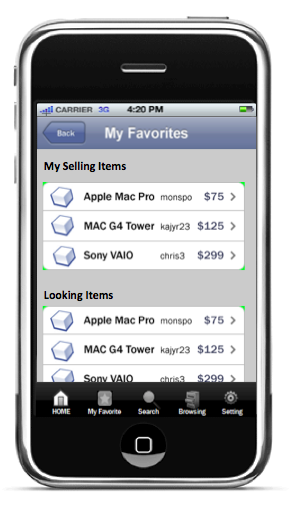 CARRIER 3G 4:20 PM
Back My Favorites
My Selling Items
Apple Mac Pro monspo $75
MAC G4 Tower kajyr23 $125
Sony VAIO chris3 $299
Looking Items
Apple Mac Pro monspo $75
MAC G4 Tower kajyr23 $125
Sony VAIO chris3 $299
HOME My Favorite Search Browsing Setting